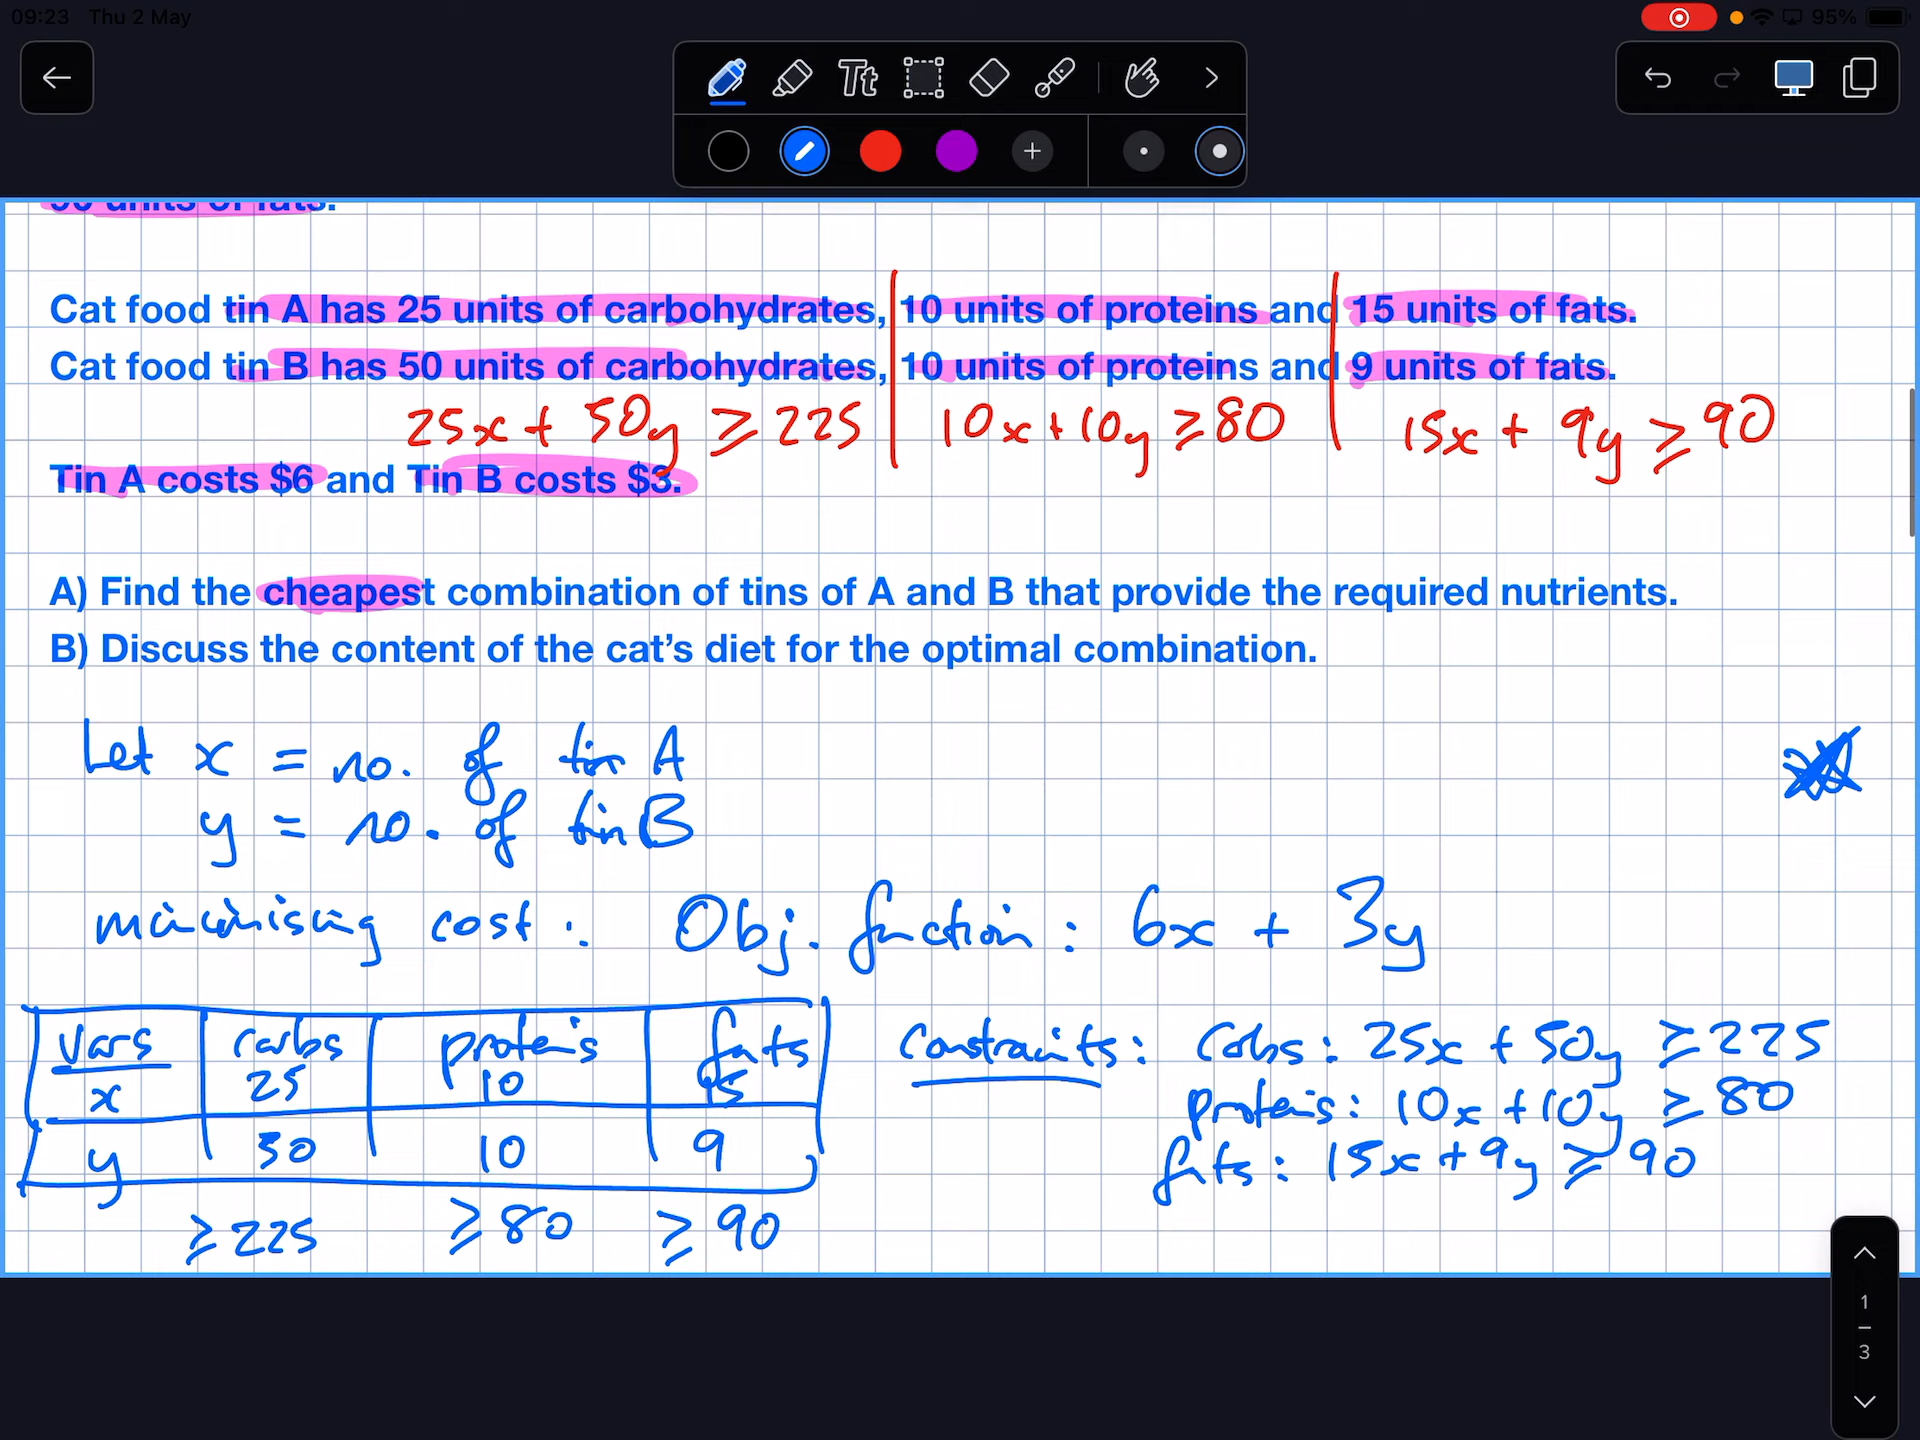 09:23 Thu 2 May
95%
Tt
90 units of fats.
Cat food tin A has 25 units of carbohydrates, 10 units of proteins and 15 units of fats.
Cat food tin B has 50 units of carbohydrates, 10 units of proteins and 9 units of fats.
25x + 50y ≥ 225 10x + 10y ≥ 80 15x + 9y ≥ 90
Tin A costs $6 and Tin B costs $3.
A) Find the cheapest combination of tins of A and B that provide the required nutrients.
B) Discuss the content of the cat's diet for the optimal combination.
Let x = no. of tin A
y = no. of tin B
minimising cost ∴ Obj. function: 6x + 3y
Vars carbs proteins fats
x 25 10 15
y 50 10 9
≥ 225 ≥ 80 ≥ 90
Constraints: Cobs: 25x + 50y ≥ 225
proteins: 10x + 10y ≥ 80
fats: 15x + 9y ≥ 90
1
3